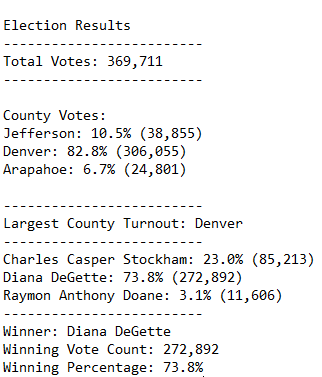 Election Results
-------------------------
Total Votes: 369,711
-------------------------
County Votes:
Jefferson: 10.5% (38,855)
Denver: 82.8% (306,055)
Arapahoe: 6.7% (24,801)
-------------------------
Largest County Turnout: Denver
-------------------------
Charles Casper Stockham: 23.0% (85,213)
Diana DeGette: 73.8% (272,892)
Raymon Anthony Doane: 3.1% (11,606)
-------------------------
Winner: Diana DeGette
Winning Vote Count: 272,892
Winning Percentage: 73.8%